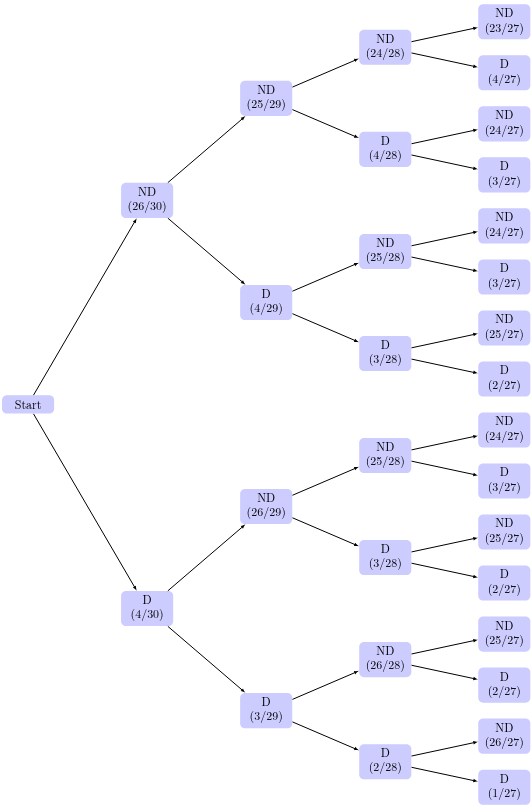 Start
ND
(26/30)
D
(4/30)
ND
(25/29)
D
(4/29)
ND
(26/29)
D
(3/29)
ND
(24/28)
D
(4/28)
ND
(25/28)
D
(3/28)
ND
(25/28)
D
(3/28)
ND
(26/28)
D
(2/28)
ND
(23/27)
D
(4/27)
ND
(24/27)
D
(3/27)
ND
(24/27)
D
(3/27)
ND
(25/27)
D
(2/27)
ND
(24/27)
D
(3/27)
ND
(25/27)
D
(2/27)
ND
(25/27)
D
(2/27)
ND
(26/27)
D
(1/27)